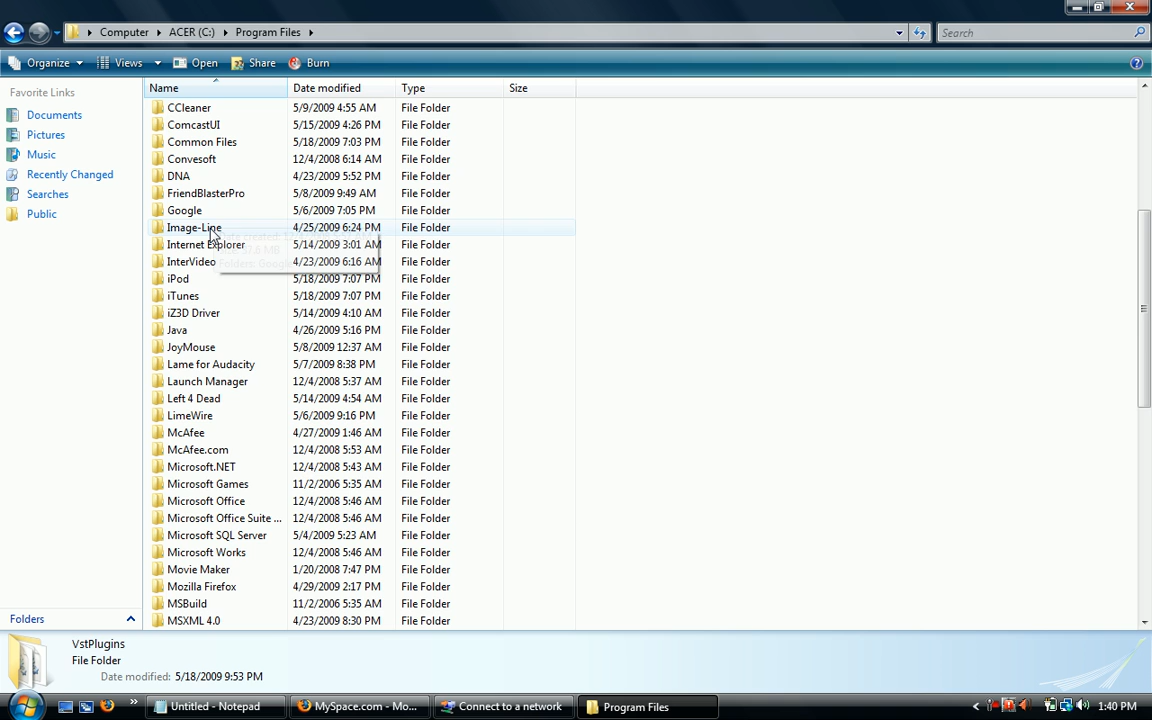 Computer ACER (C:) Program Files
Search
Organize Views Open Share Burn
Favorite Links
Documents
Pictures
Music
Recently Changed
Searches
Public
Folders
Name Date modified Type Size
CCleaner 5/9/2009 4:55 AM File Folder
ComcastUI 5/15/2009 4:26 PM File Folder
Common Files 5/18/2009 7:03 PM File Folder
Convesoft 12/4/2008 6:14 AM File Folder
DNA 4/23/2009 5:52 PM File Folder
FriendBlasterPro 5/8/2009 9:49 AM File Folder
Google 5/6/2009 7:05 PM File Folder
Image-Line 4/25/2009 6:24 PM File Folder
Internet Explorer 5/14/2009 3:01 AM File Folder
InterVideo 4/23/2009 6:16 AM File Folder
iPod 5/18/2009 7:07 PM File Folder
iTunes 5/18/2009 7:07 PM File Folder
iZ3D Driver 5/14/2009 4:10 AM File Folder
Java 4/26/2009 5:16 PM File Folder
JoyMouse 5/8/2009 12:37 AM File Folder
Lame for Audacity 5/7/2009 8:38 PM File Folder
Launch Manager 12/4/2008 5:37 AM File Folder
Left 4 Dead 5/14/2009 4:54 AM File Folder
LimeWire 5/6/2009 9:16 PM File Folder
McAfee 4/27/2009 1:46 AM File Folder
McAfee.com 12/4/2008 5:53 AM File Folder
Microsoft.NET 12/4/2008 5:43 AM File Folder
Microsoft Games 11/2/2006 5:35 AM File Folder
Microsoft Office 12/4/2008 5:46 AM File Folder
Microsoft Office Suite ... 12/4/2008 5:46 AM File Folder
Microsoft SQL Server 5/4/2009 5:23 AM File Folder
Microsoft Works 12/4/2008 5:46 AM File Folder
Movie Maker 1/20/2008 7:47 PM File Folder
Mozilla Firefox 4/29/2009 2:17 PM File Folder
MSBuild 11/2/2006 5:35 AM File Folder
MSXML 4.0 4/23/2009 8:30 PM File Folder
VstPlugins
File Folder
Date modified: 5/18/2009 9:53 PM
Untitled - Notepad MySpace.com - Mo... Connect to a network Program Files 1:40 PM